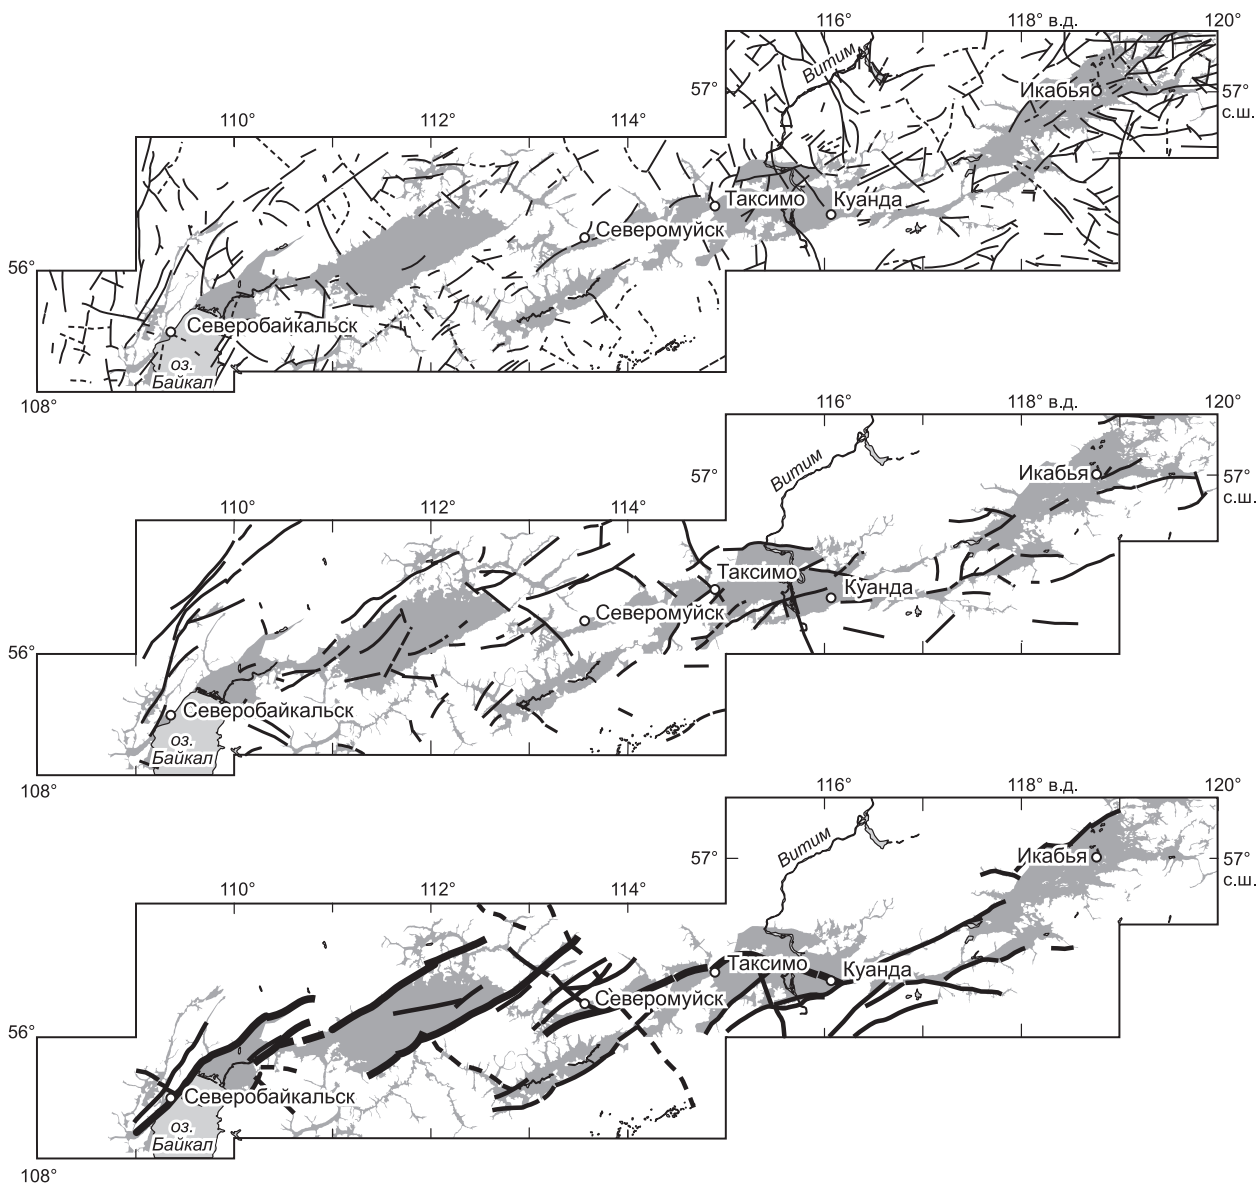 116° 118° в.д. 120°
Витим
57° Икабья 57°
с.ш.
110° 112° 114°
Таксимо Куанда
Северомуйск
56°
Северобайкальск
оз.
Байкал
108°
116° 118° в.д. 120°
Витим
57° Икабья 57°
с.ш.
110° 112° 114°
Таксимо
Куанда
Северомуйск
56°
Северобайкальск
оз.
Байкал
108°
116° 118° в.д. 120°
Витим
57° Икабья 57°
с.ш.
110° 112° 114°
Таксимо
Куанда
Северомуйск
56°
Северобайкальск
оз.
Байкал
108°